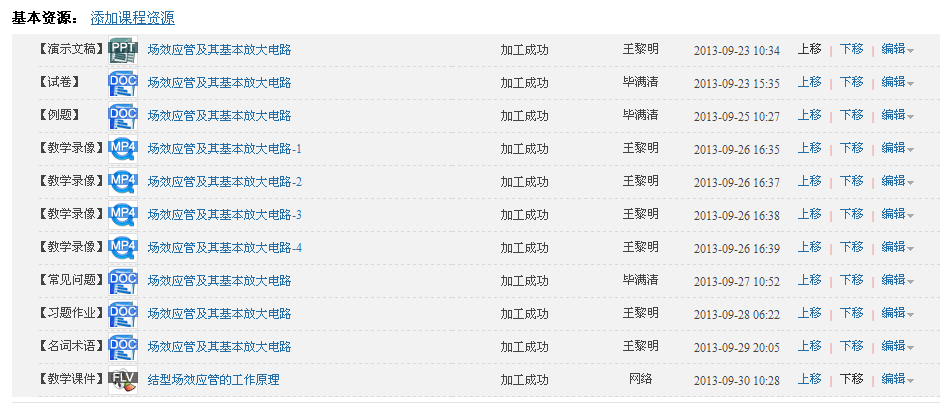 基本资源： 添加课程资源
【演示文稿】 PPT 场效应管及其基本放大电路 加工成功 王黎明 2013-09-23 10:34 上移 | 下移 | 编辑
【试卷】 DOC 场效应管及其基本放大电路 加工成功 毕满清 2013-09-23 15:35 上移 | 下移 | 编辑
【例题】 DOC 场效应管及其基本放大电路 加工成功 毕满清 2013-09-25 10:27 上移 | 下移 | 编辑
【教学录像】 MP4 场效应管及其基本放大电路-1 加工成功 王黎明 2013-09-26 16:35 上移 | 下移 | 编辑
【教学录像】 MP4 场效应管及其基本放大电路-2 加工成功 王黎明 2013-09-26 16:37 上移 | 下移 | 编辑
【教学录像】 MP4 场效应管及其基本放大电路-3 加工成功 王黎明 2013-09-26 16:38 上移 | 下移 | 编辑
【教学录像】 MP4 场效应管及其基本放大电路-4 加工成功 王黎明 2013-09-26 16:39 上移 | 下移 | 编辑
【常见问题】 DOC 场效应管及其基本放大电路 加工成功 毕满清 2013-09-27 10:52 上移 | 下移 | 编辑
【习题作业】 DOC 场效应管及其基本放大电路 加工成功 王黎明 2013-09-28 06:22 上移 | 下移 | 编辑
【名词术语】 DOC 场效应管及其基本放大电路 加工成功 王黎明 2013-09-29 20:05 上移 | 下移 | 编辑
【教学课件】 FLV 结型场效应管的工作原理 加工成功 网络 2013-09-30 10:28 上移 | 下移 | 编辑